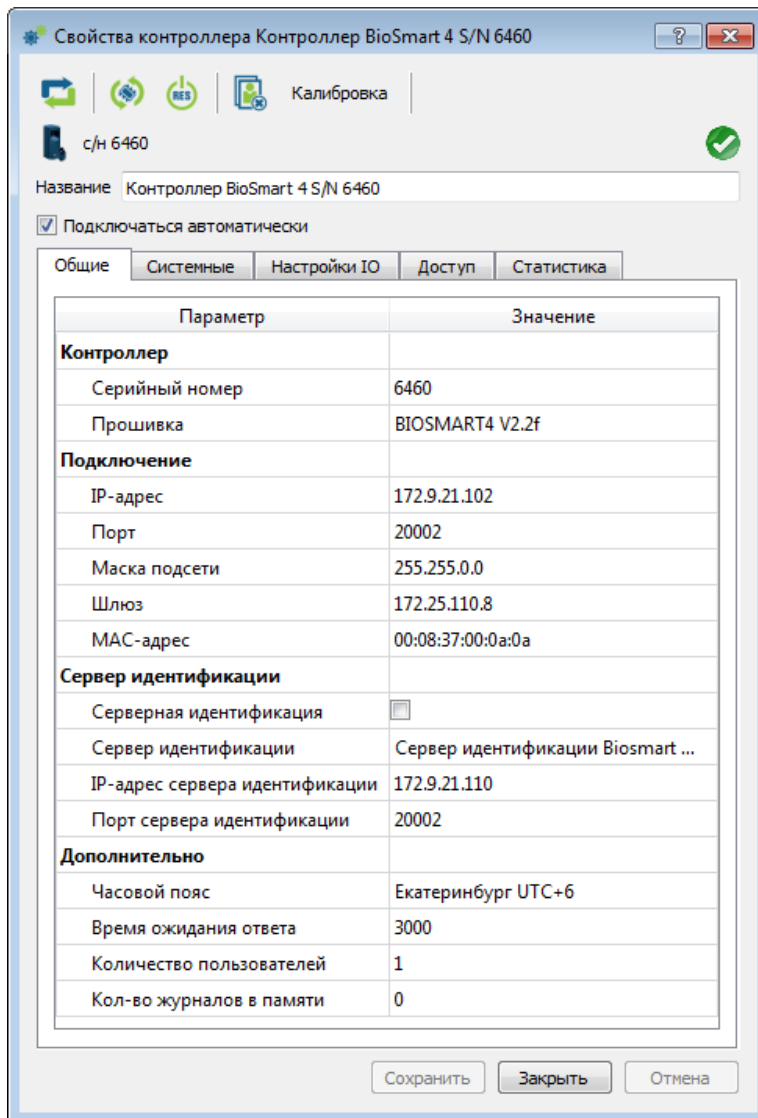 Свойства контроллера Контроллер BioSmart 4 S/N 6460
RES Калибровка
с/н 6460
Название Контроллер BioSmart 4 S/N 6460
Подключаться автоматически
Общие Системные Настройки IO Доступ Статистика
Параметр Значение
Контроллер
Серийный номер 6460
Прошивка BIOSMART4 V2.2f
Подключение
IP-адрес 172.9.21.102
Порт 20002
Маска подсети 255.255.0.0
Шлюз 172.25.110.8
MAC-адрес 00:08:37:00:0a:0a
Сервер идентификации
Серверная идентификация
Сервер идентификации Сервер идентификации Biosmart ...
IP-адрес сервера идентификации 172.9.21.110
Порт сервера идентификации 20002
Дополнительно
Часовой пояс Екатеринбург UTC+6
Время ожидания ответа 3000
Количество пользователей 1
Кол-во журналов в памяти 0
Сохранить Закрыть Отмена